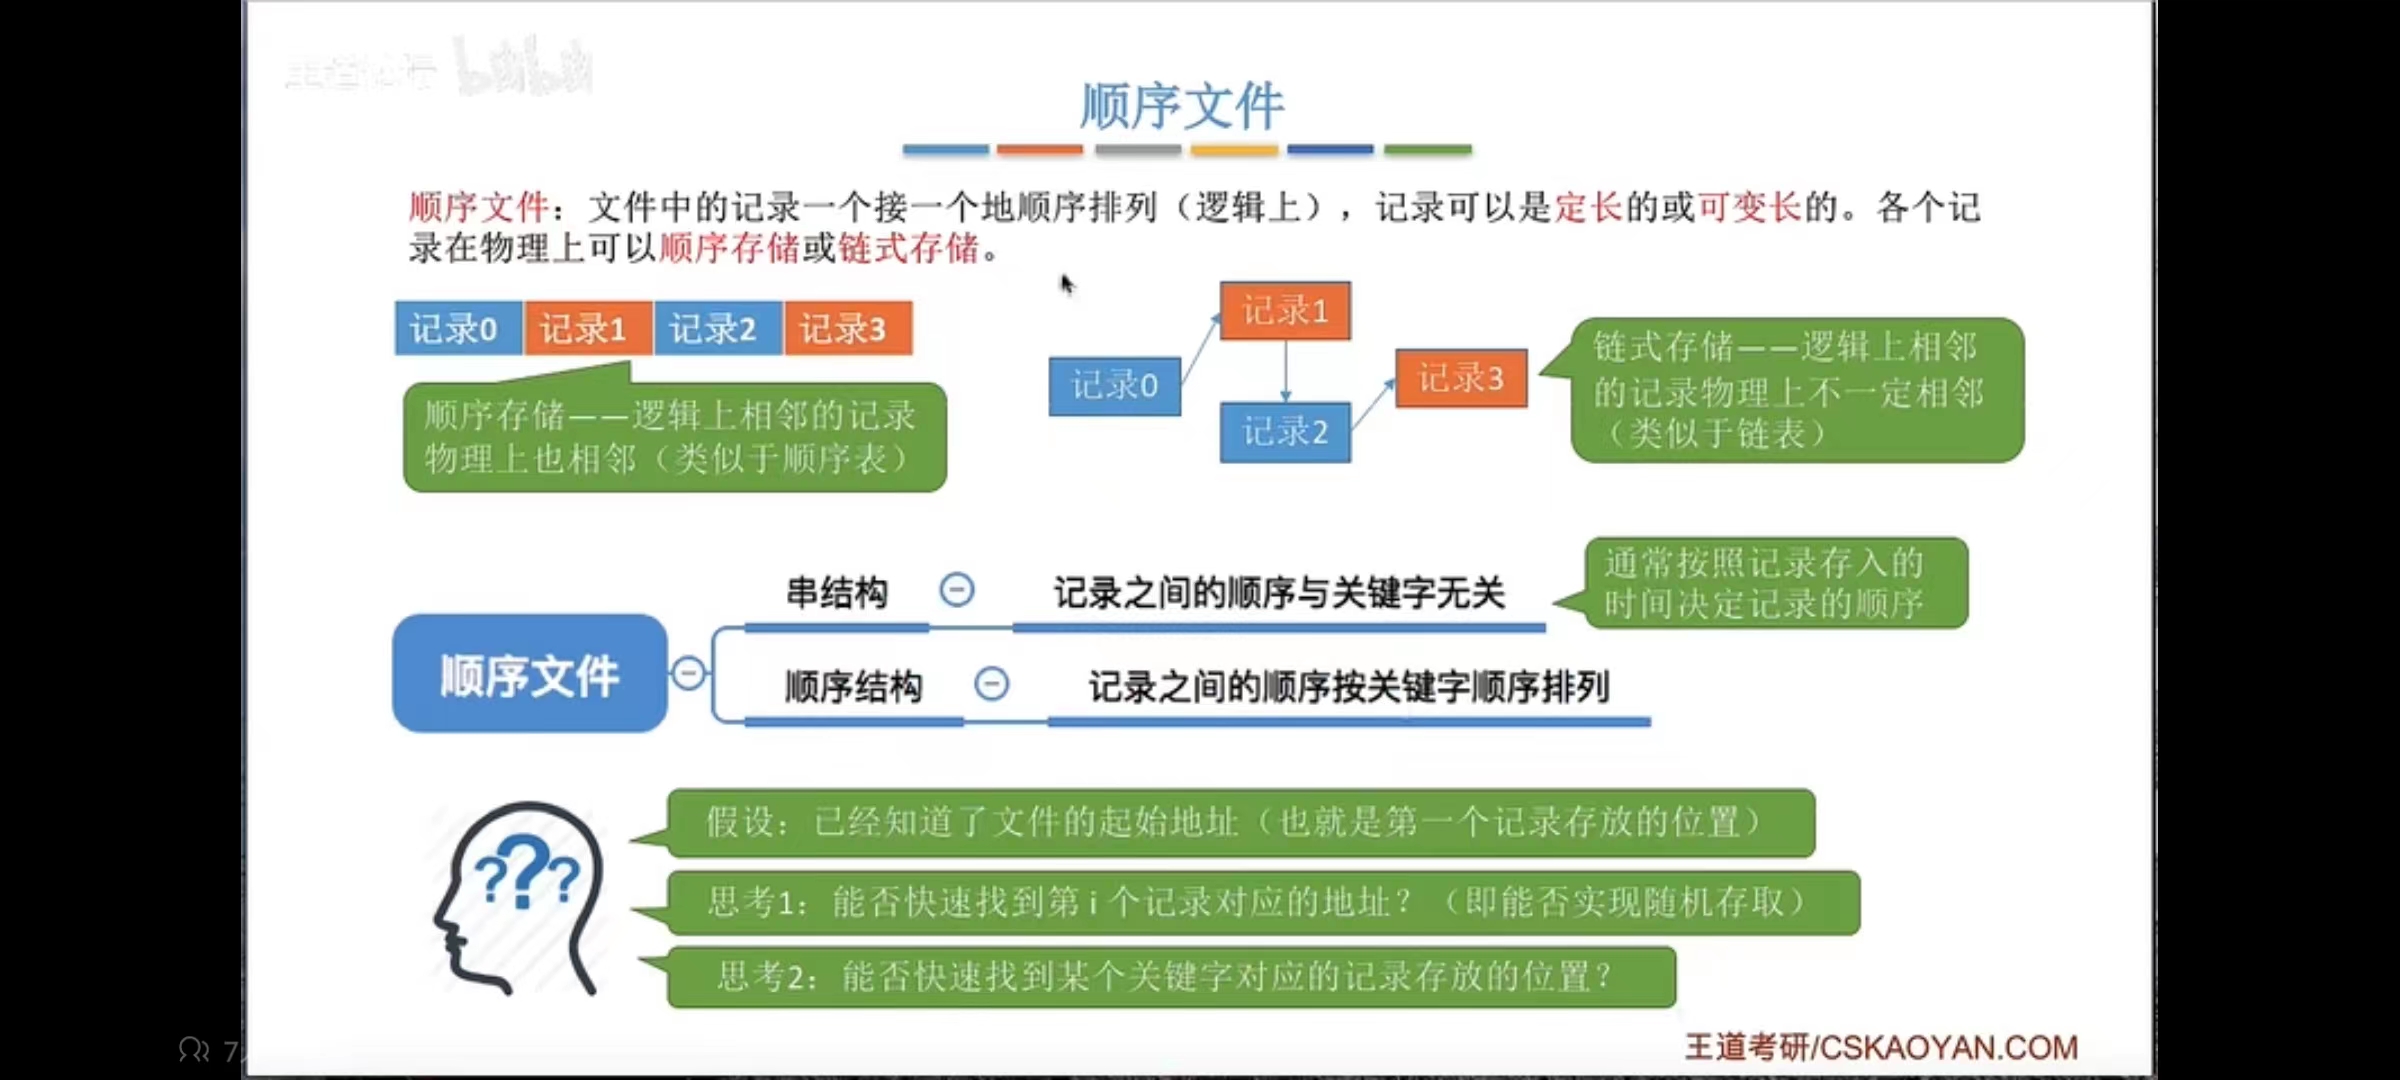 王道论坛 bilibili
顺序文件
顺序文件：文件中的记录一个接一个地顺序排列（逻辑上），记录可以是定长的或可变长的。各个记
录在物理上可以顺序存储或链式存储。
记录0 记录1 记录2 记录3
顺序存储——逻辑上相邻的记录
物理上也相邻（类似于顺序表）
记录0
记录1
记录2
记录3
链式存储——逻辑上相邻
的记录物理上不一定相邻
（类似于链表）
顺序文件
串结构
记录之间的顺序与关键字无关
通常按照记录存入的
时间决定记录的顺序
顺序结构
记录之间的顺序按关键字顺序排列
???
假设：已经知道了文件的起始地址（也就是第一个记录存放的位置）
思考1：能否快速找到第 i 个记录对应的地址？（即能否实现随机存取）
思考2：能否快速找到某个关键字对应的记录存放的位置？
王道考研/CSKAOYAN.COM